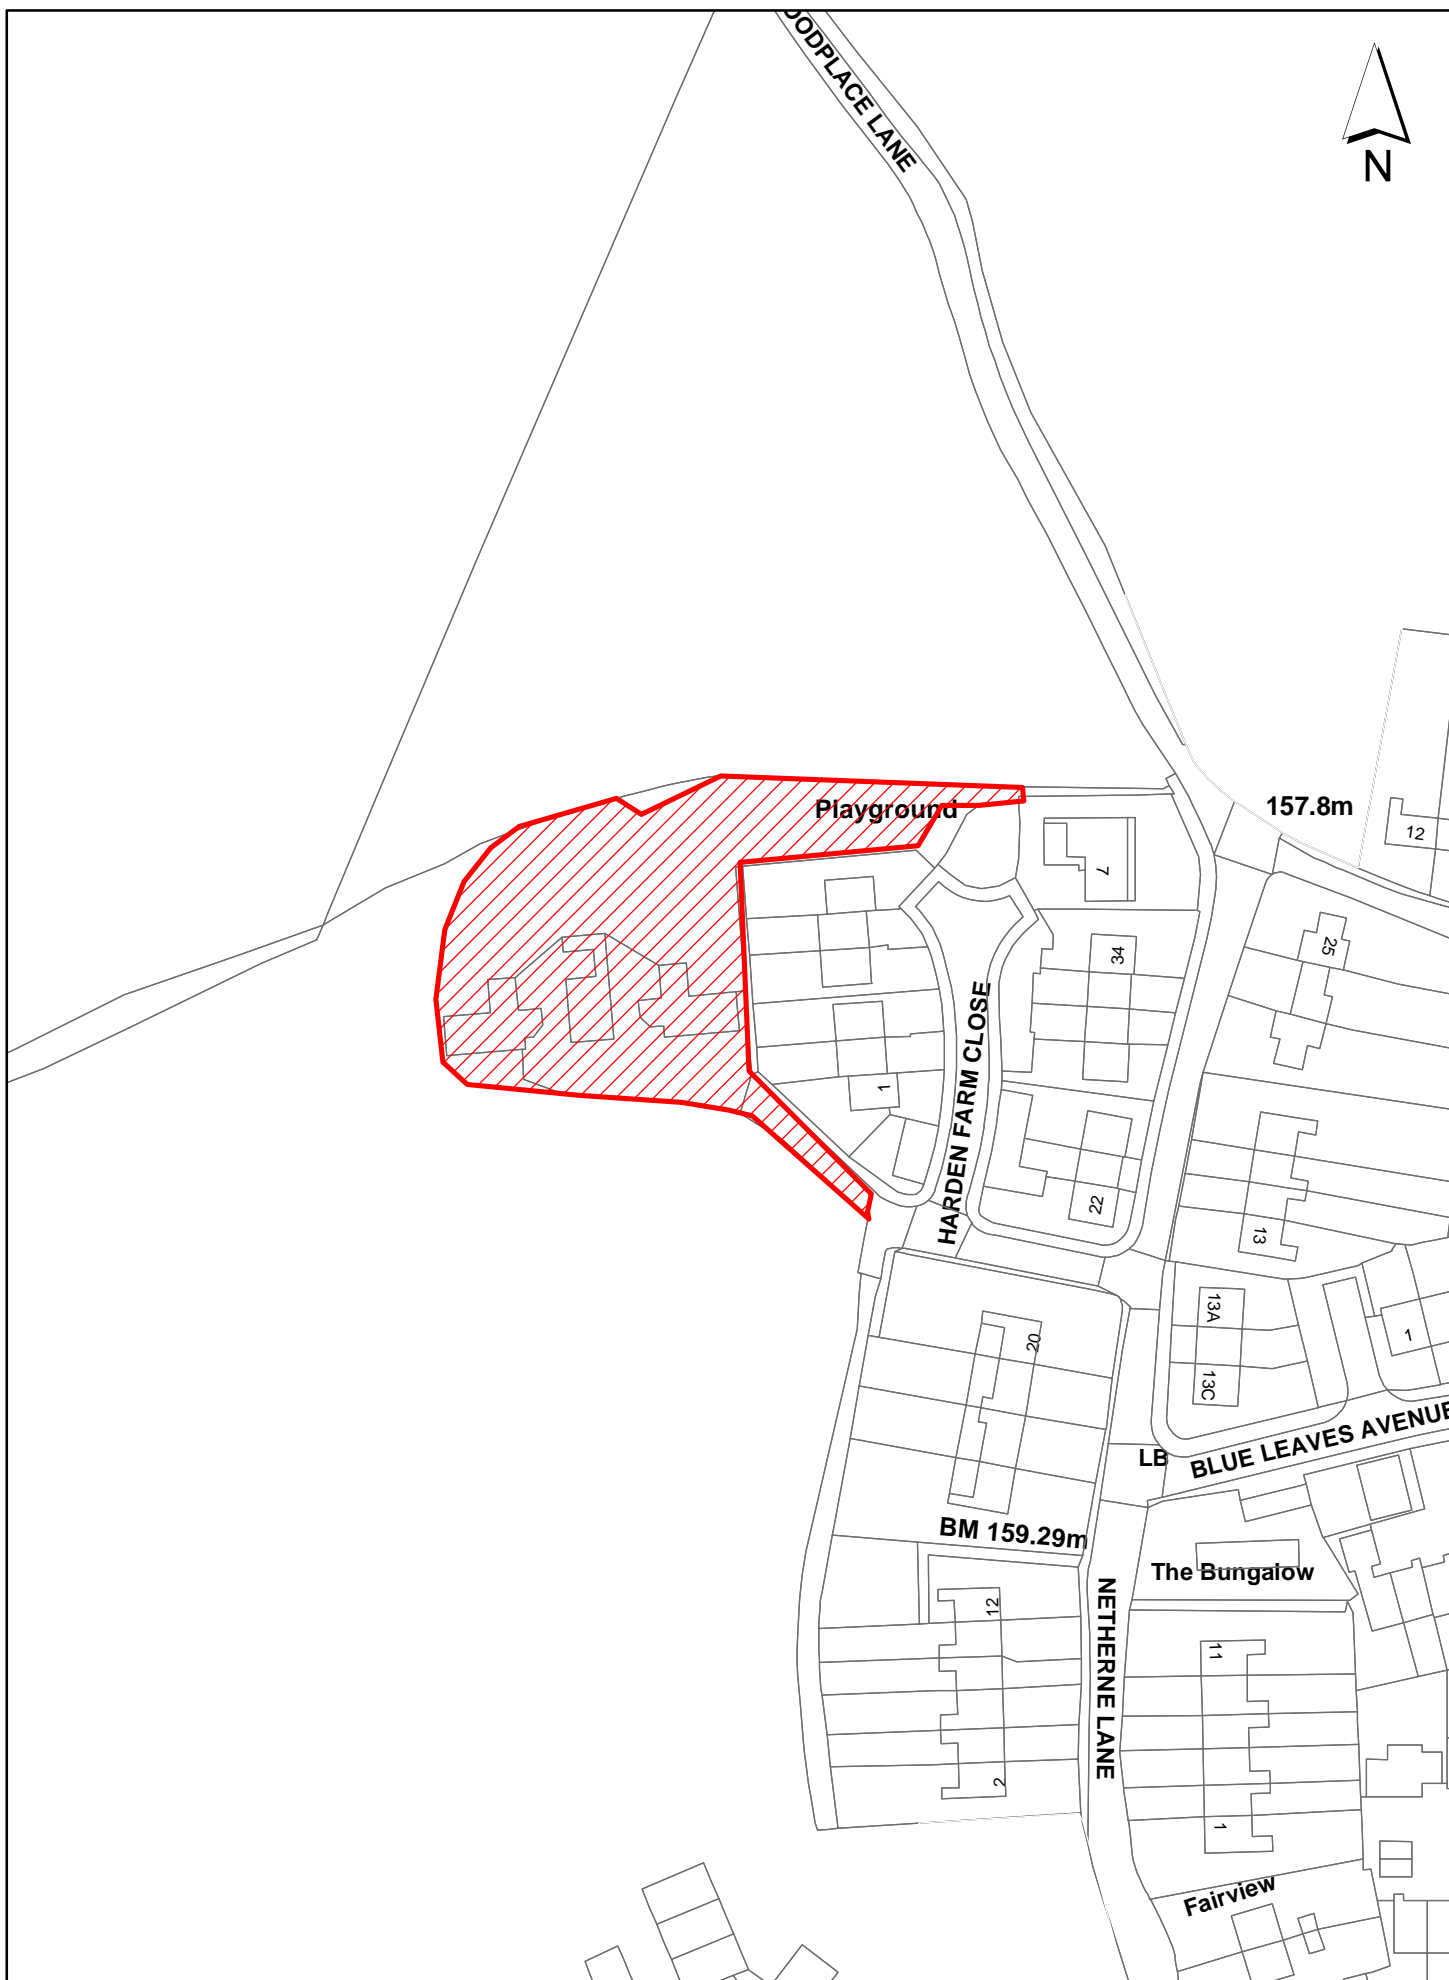 OODPLACE LANE
N
Playground
157.8m
12
7
25
34
HARDEN FARM CLOSE
1
22
13
13A
20
1
13C
BLUE LEAVES AVENUE
LB
BM 159.29m
The Bungalow
NETHERNE LANE
12
11
2
1
Fairview